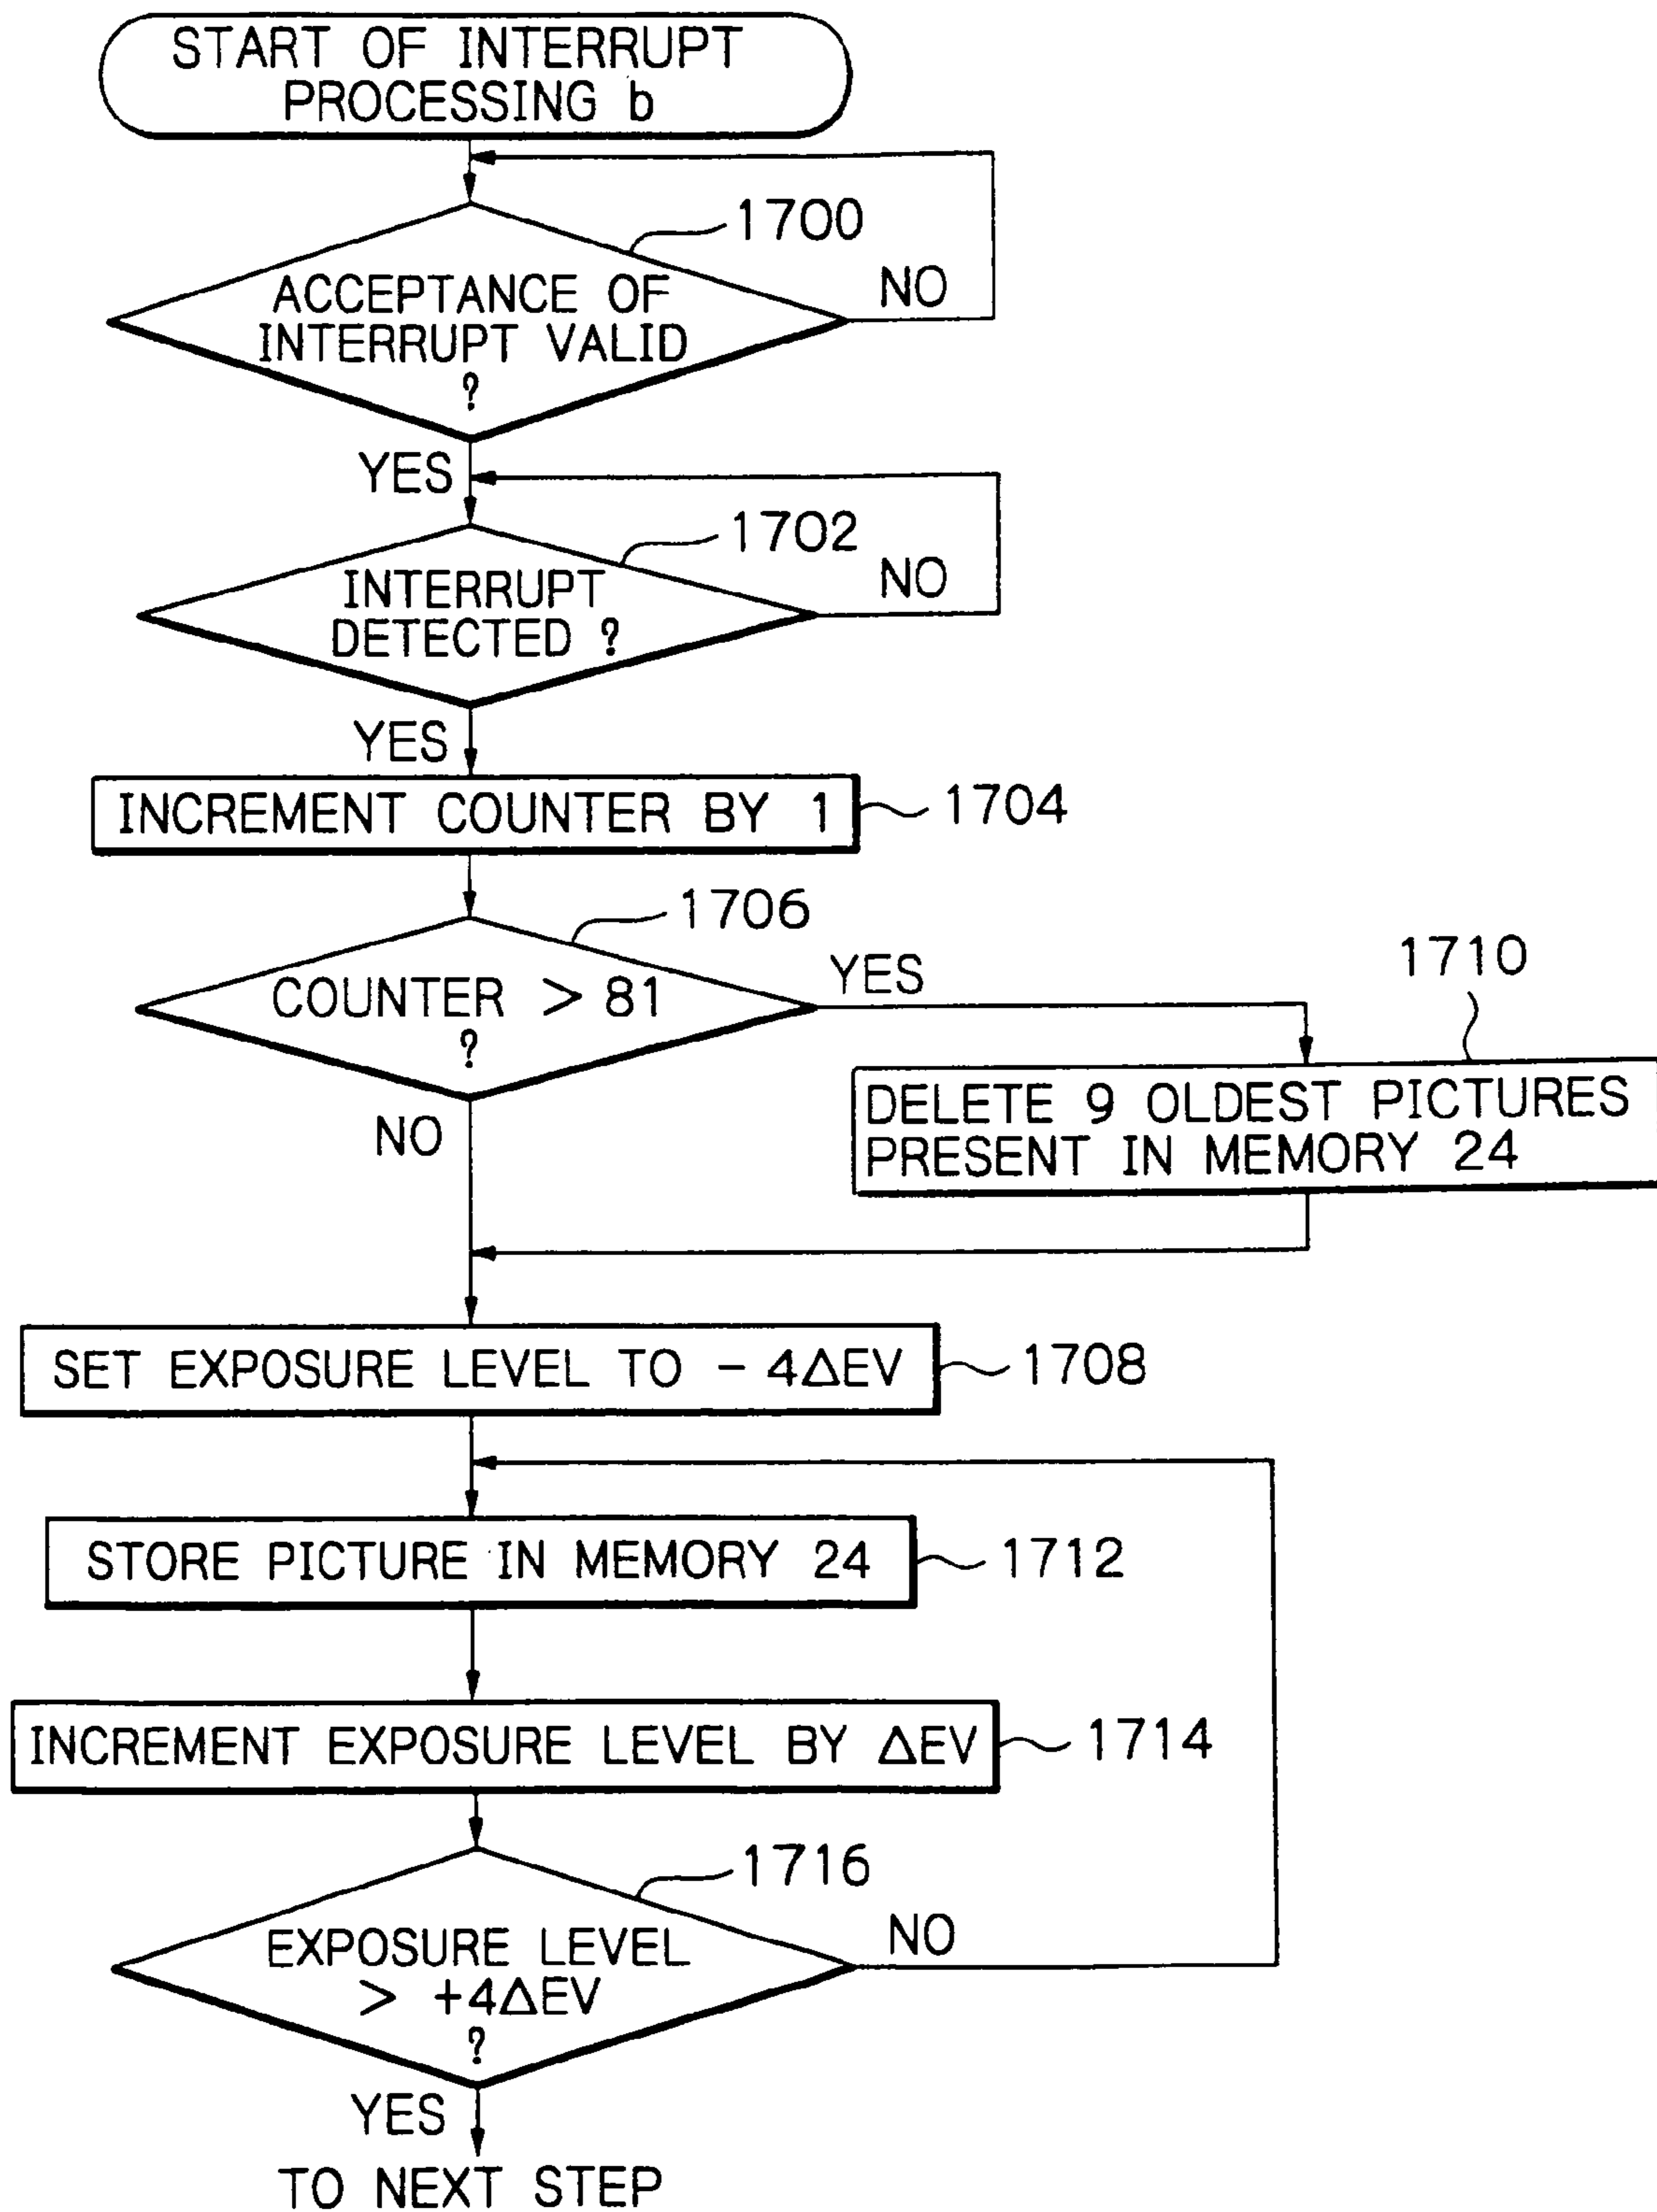 START OF INTERRUPT
PROCESSING b
1700
ACCEPTANCE OF
INTERRUPT VALID
?
NO
YES
1702
INTERRUPT
DETECTED ?
NO
YES
INCREMENT COUNTER BY 1
1704
1706
COUNTER > 81
?
YES
NO
1710
DELETE 9 OLDEST PICTURES
PRESENT IN MEMORY 24
SET EXPOSURE LEVEL TO - 4ΔEV
1708
STORE PICTURE IN MEMORY 24
1712
INCREMENT EXPOSURE LEVEL BY ΔEV
1714
1716
EXPOSURE LEVEL
> +4ΔEV
?
NO
YES
TO NEXT STEP